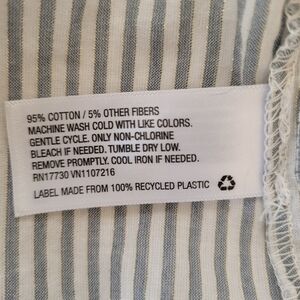 95% COTTON / 5% OTHER FIBERS
MACHINE WASH COLD WITH LIKE COLORS.
GENTLE CYCLE. ONLY NON-CHLORINE
BLEACH IF NEEDED. TUMBLE DRY LOW.
REMOVE PROMPTLY. COOL IRON IF NEEDED.
RN17730 VN1107216
LABEL MADE FROM 100% RECYCLED PLASTIC